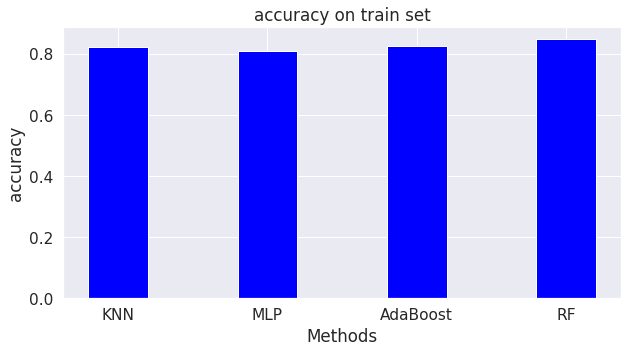 accuracy on train set
accuracy
0.8
0.6
0.4
0.2
0.0
KNN MLP AdaBoost RF
Methods